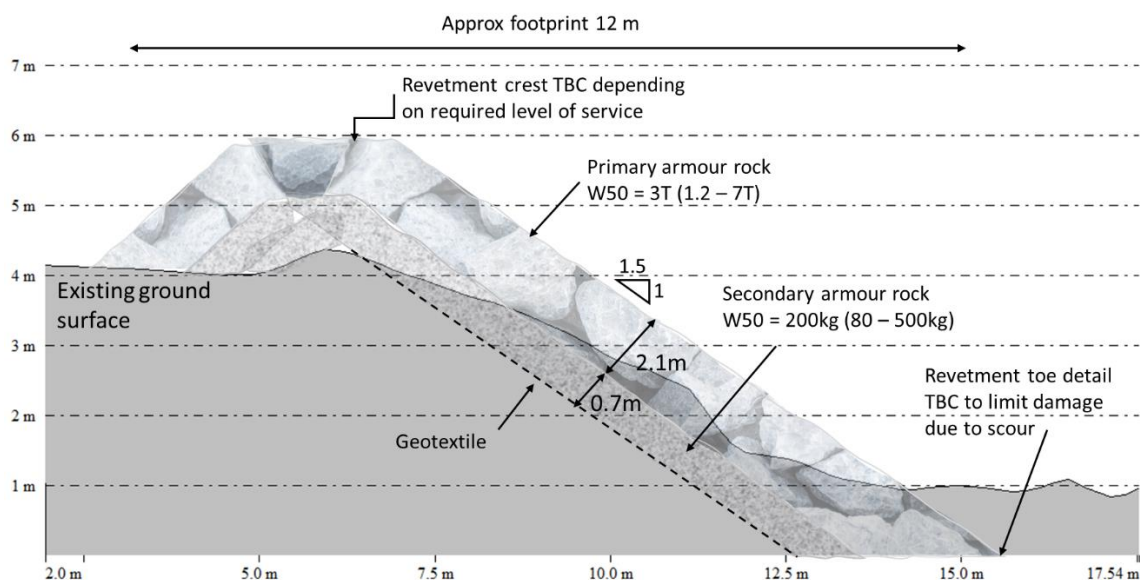 Approx footprint 12 m
7 m
Revetment crest TBC depending
on required level of service
6 m
Primary armour rock
W50 = 3T (1.2 – 7T)
5 m
1.5
1
4 m
Existing ground
surface
Secondary armour rock
W50 = 200kg (80 – 500kg)
3 m
2.1m
Revetment toe detail
TBC to limit damage
due to scour
0.7m
2 m
Geotextile
1 m
2.0 m
5.0 m
7.5 m
10.0 m
12.5 m
15.0 m
17.54 m